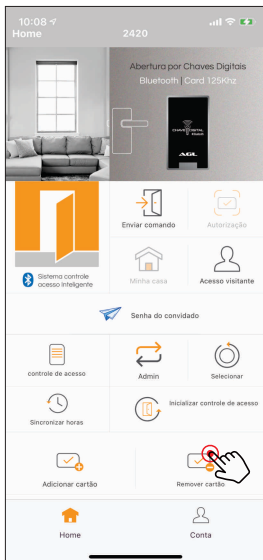 10:08
Home 2420
Abertura por Chaves Digitais
Bluetooth | Card 125Khz
CHAVE DIGITAL
AGL
Enviar comando
Autorização
Sistema controle
acesso inteligente
Minha casa
Acesso visitante
Senha do convidado
controle de acesso
Admin
Selecionar
Sincronizar horas
Inicializar controle de acesso
Adicionar cartão
Remover cartão
Home
Conta